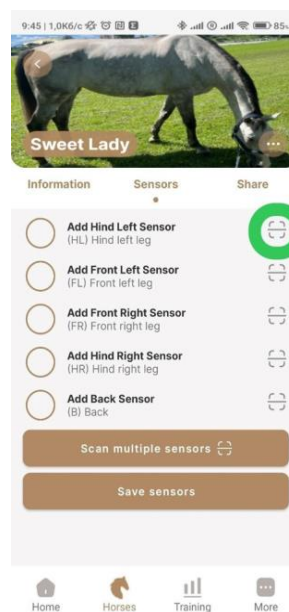 9:45 | 1,0Кб/с
85
Sweet Lady
Information Sensors Share
Add Hind Left Sensor
(HL) Hind left leg
Add Front Left Sensor
(FL) Front left leg
Add Front Right Sensor
(FR) Front right leg
Add Hind Right Sensor
(HR) Hind right leg
Add Back Sensor
(B) Back
Scan multiple sensors
Save sensors
Home Horses Training More